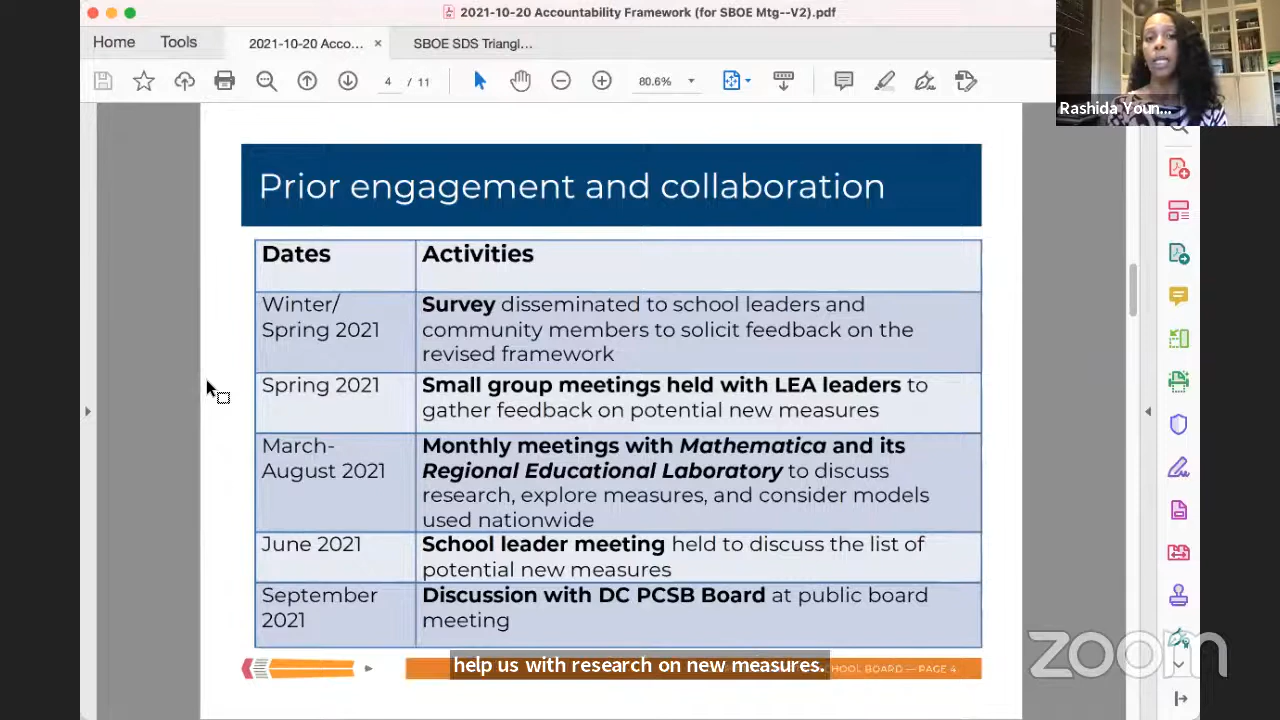 2021-10-20 Accountability Framework (for SBOE Mtg--V2).pdf
Home
Tools
2021-10-20 Acco...
×
SBOE SDS Triangl...
4 / 11
80.6%
Rashida Youn...
Prior engagement and collaboration
Dates
Activities
Winter/
Spring 2021
Survey disseminated to school leaders and
community members to solicit feedback on the
revised framework
Spring 2021
Small group meetings held with LEA leaders to
gather feedback on potential new measures
March-
August 2021
Monthly meetings with Mathematica and its
Regional Educational Laboratory to discuss
research, explore measures, and consider models
used nationwide
June 2021
School leader meeting held to discuss the list of
potential new measures
September
2021
Discussion with DC PCSB Board at public board
meeting
help us with research on new measures.
SCHOOL BOARD — PAGE 4
zoom